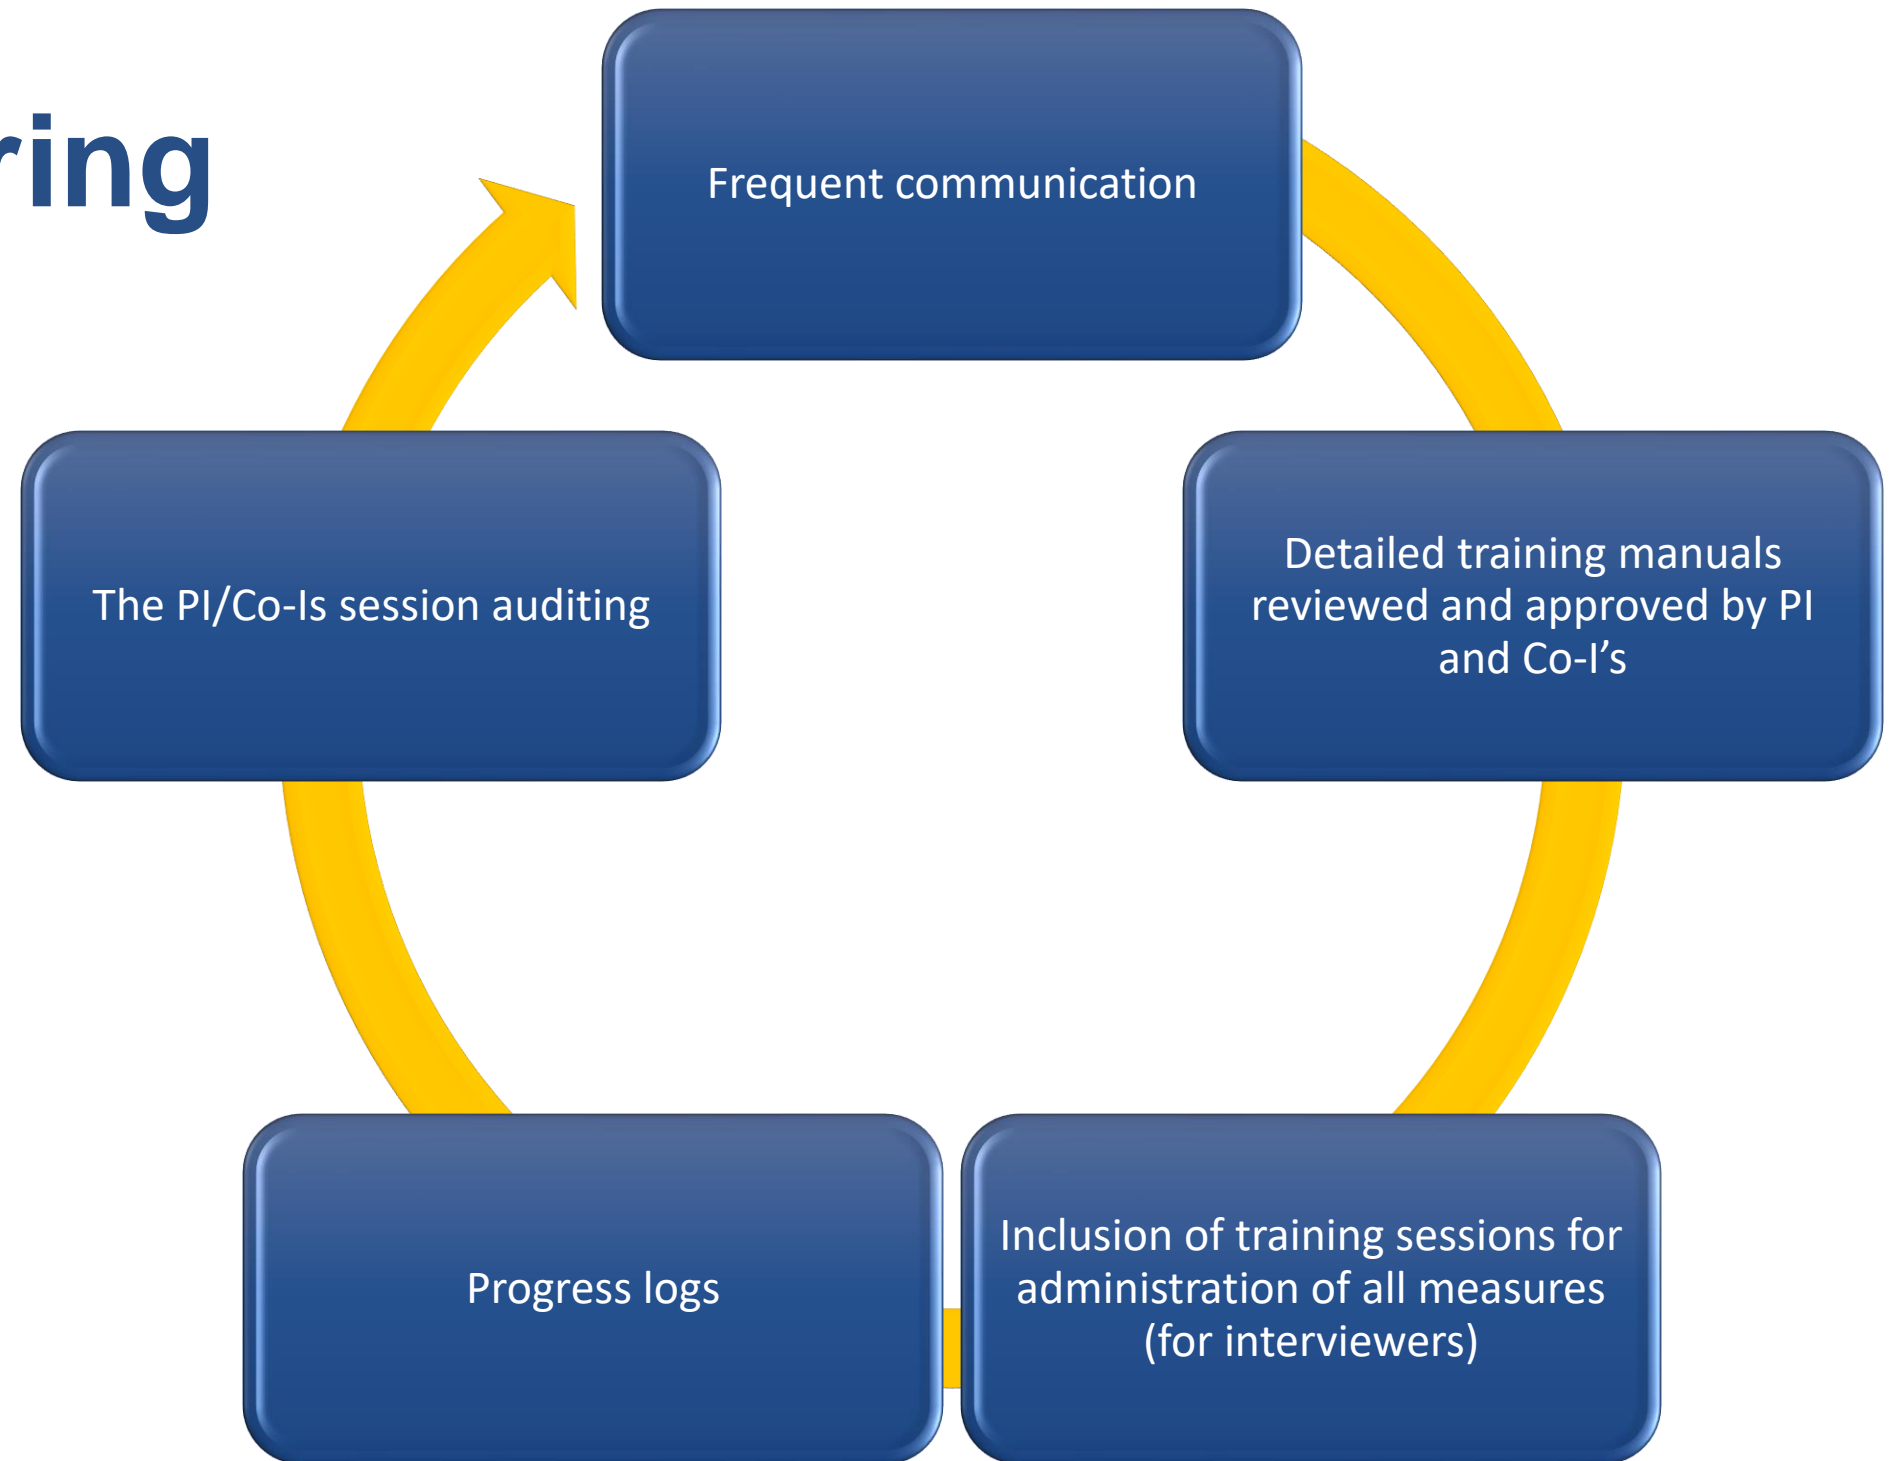 ring
Frequent communication
Detailed training manuals
reviewed and approved by PI
and Co-I’s
Inclusion of training sessions for
administration of all measures
(for interviewers)
Progress logs
The PI/Co-Is session auditing